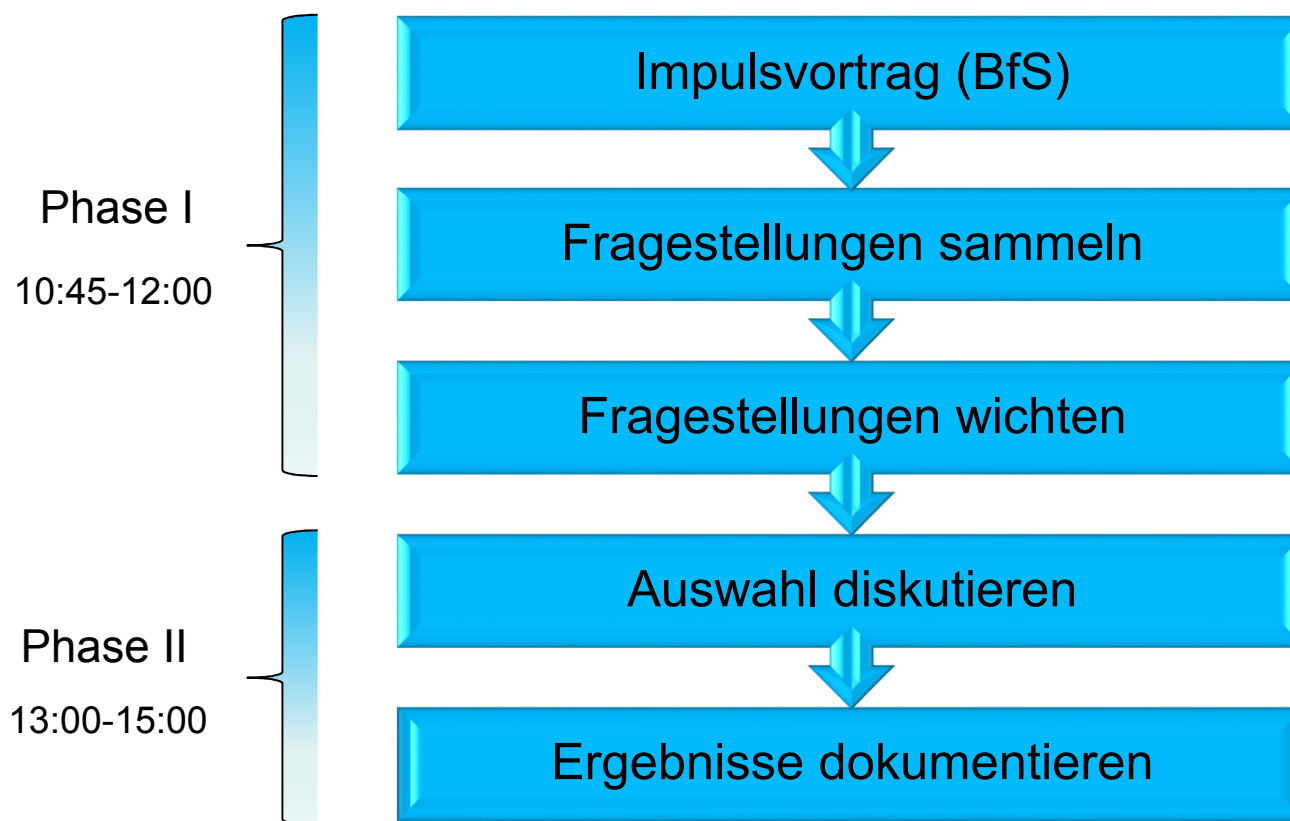 Impulsvortrag (BfS)
Phase I
10:45-12:00
Fragestellungen sammeln
Fragestellungen wichten
Auswahl diskutieren
Phase II
13:00-15:00
Ergebnisse dokumentieren